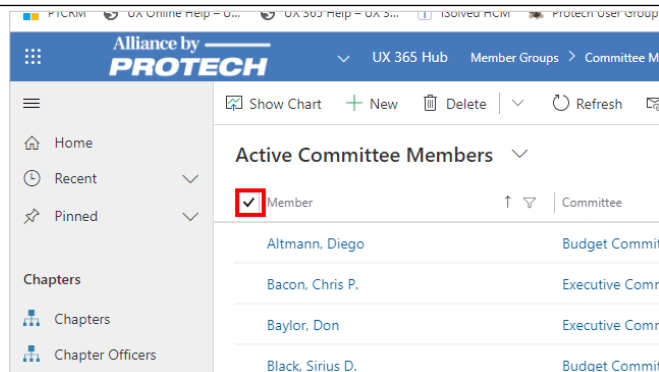 PTCRM UX Online Help – U... UX 365 Help – UX S... iSolved HCM Protech User Group
Alliance by
PROTECH
UX 365 Hub Member Groups > Committee M
Show Chart New Delete Refresh
Home
Recent
Pinned
Active Committee Members
Member Committee
Altmann, Diego Budget Commit
Bacon, Chris P. Executive Comm
Baylor, Don Executive Comm
Black, Sirius D. Budget Commit
Chapters
Chapters
Chapter Officers